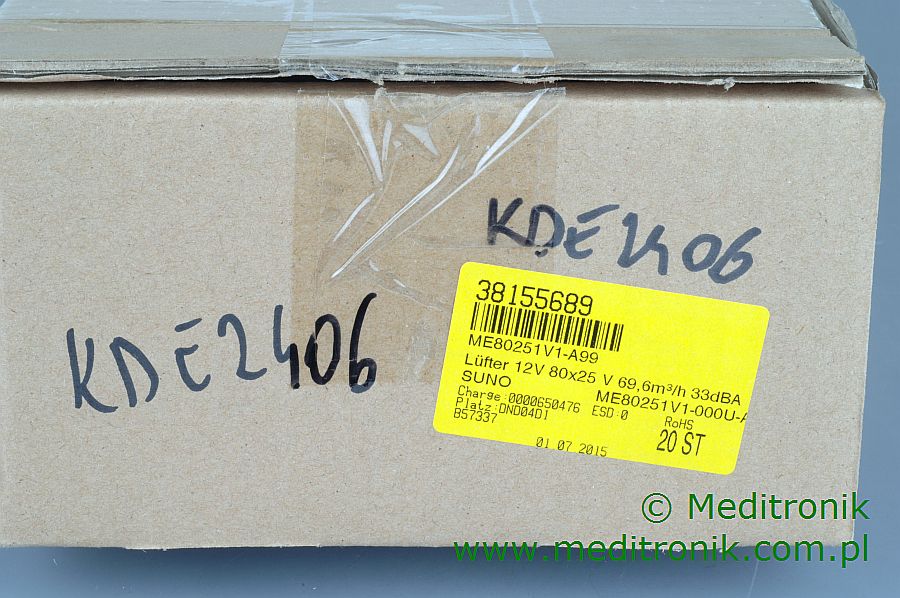 KDE2406
KDE2406
38155689
ME80251V1-A99
Lüfter 12V 80x25 V 69,6m³/h 33dBA
SUNO ME80251V1-000U-A
Charge:0000650476 ESD:0 RoHS
Platz:DND04D1 20 ST
B57337
01.07.2015
© Meditronik
www.meditronik.com.pl